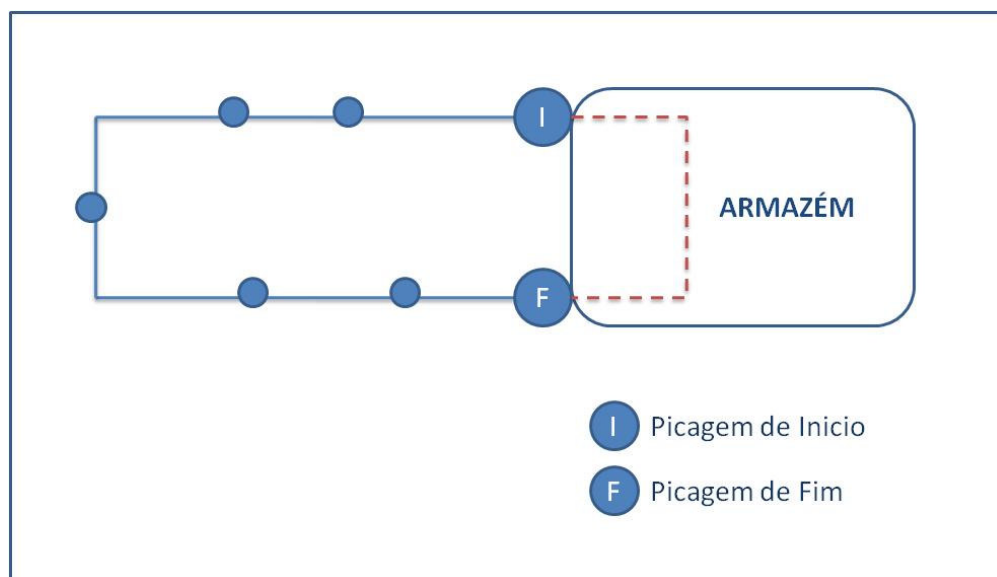 I
ARMAZÉM
F
I Picagem de Inicio
F Picagem de Fim